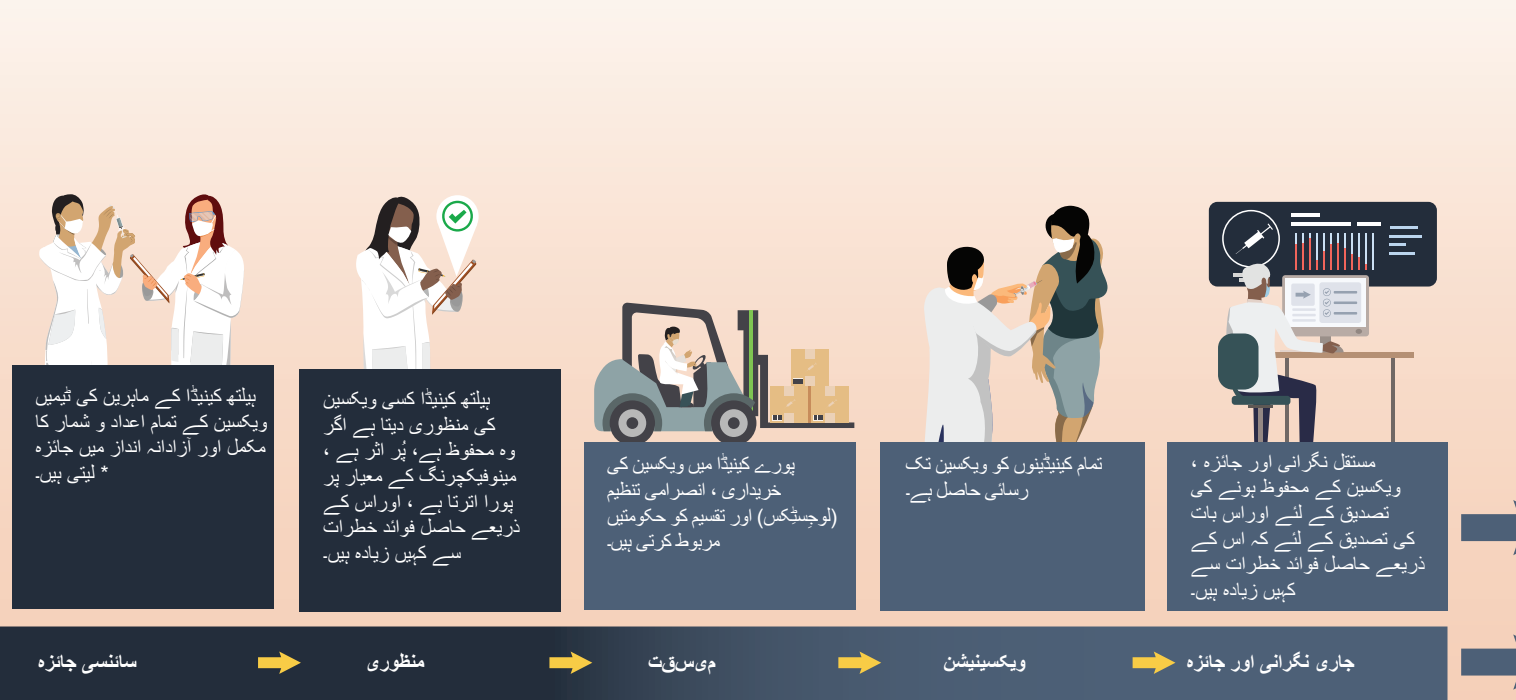 ہیلتھ کینیڈا کے ماہرین کی ٹیمیں
ویکسین کے تمام اعداد و شمار کا
مکمل اور آزادانہ انداز میں جائزہ
لیتی ہیں۔ *
ہیلتھ کینیڈا کسی ویکسین
کی منظوری دیتا ہے اگر
وہ محفوظ ہے، پُر اثر ہے ،
مینوفیکچرنگ کے معیار پر
پورا اترتا ہے ، اوراس کے
ذریعے حاصل فوائد خطرات
سے کہیں زیادہ ہیں۔
پورے کینیڈا میں ویکسین کی
خریداری ، انصرامی تنظیم
(لوجِسٹِکس) اور تقسیم کو حکومتیں
مربوط کرتی ہیں۔
تمام کینیڈینوں کو ویکسین تک
رسائی حاصل ہے۔
مستقل نگرانی اور جائزہ ،
ویکسین کے محفوظ ہونے کی
تصدیق کے لئے اوراس بات
کی تصدیق کے لئے کہ اس کے
ذریعے حاصل فوائد خطرات سے
کہیں زیادہ ہیں۔
سائنسی جائزہ
منظوری
میسقت
ویکسینیشن
جاری نگرانی اور جائزہ